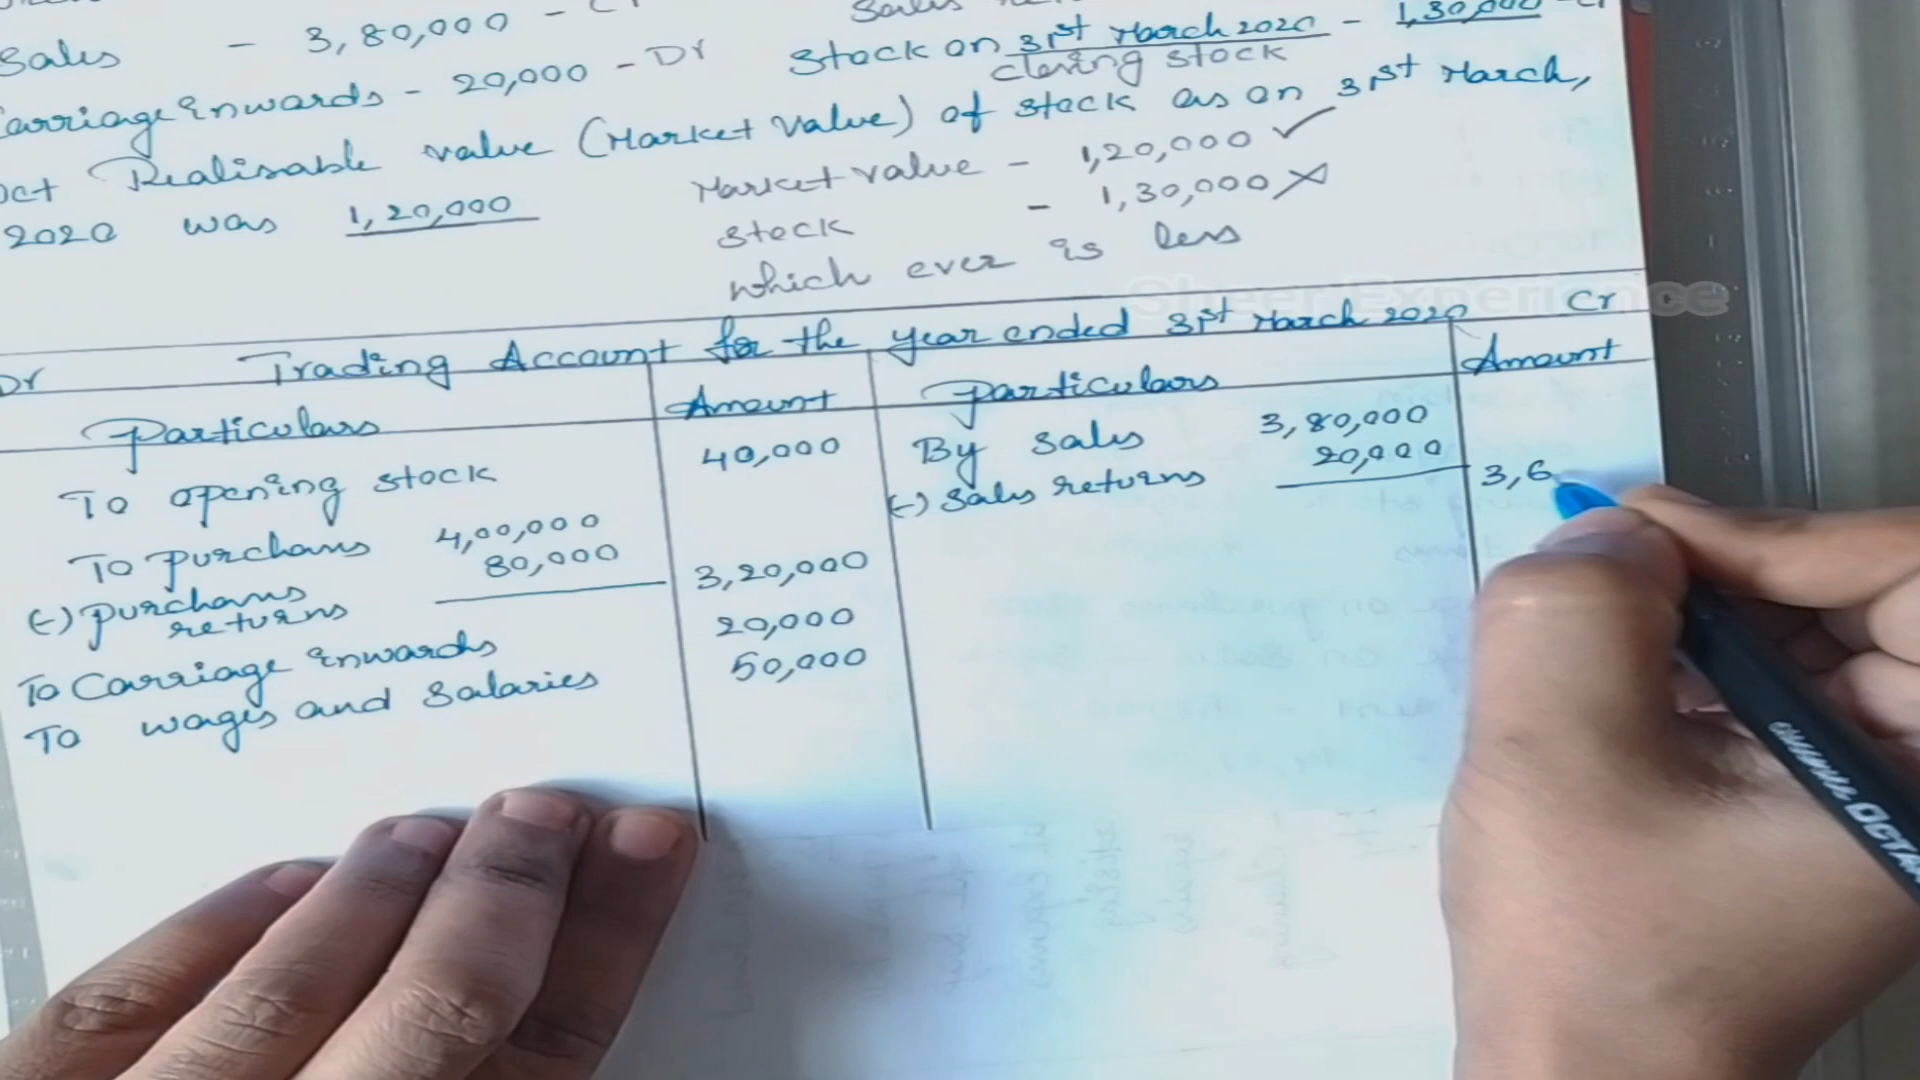 Sales - 3,80,000 -
Sales
Carriage Inwards - 20,000 - Dr
Stock on 31st March 2020 - 1,30,000 - Cr
closing stock
Realisable value (Market value) of stock as on 31st March,
2020 was 1,20,000
Market value - 1,20,000 ✓
stock - 1,30,000 ✗
which ever is less
Sheer Experience
Dr Trading Account for the year ended 31st March 2020 Cr
Particulars Amount Particulars Amount
To opening stock 40,000
By sales 3,80,000
(-) Sales returns 20,000 3,6
To purchases 4,00,000
(-) purchases 80,000 3,20,000
returns
To Carriage Inwards 20,000
To wages and Salaries 50,000